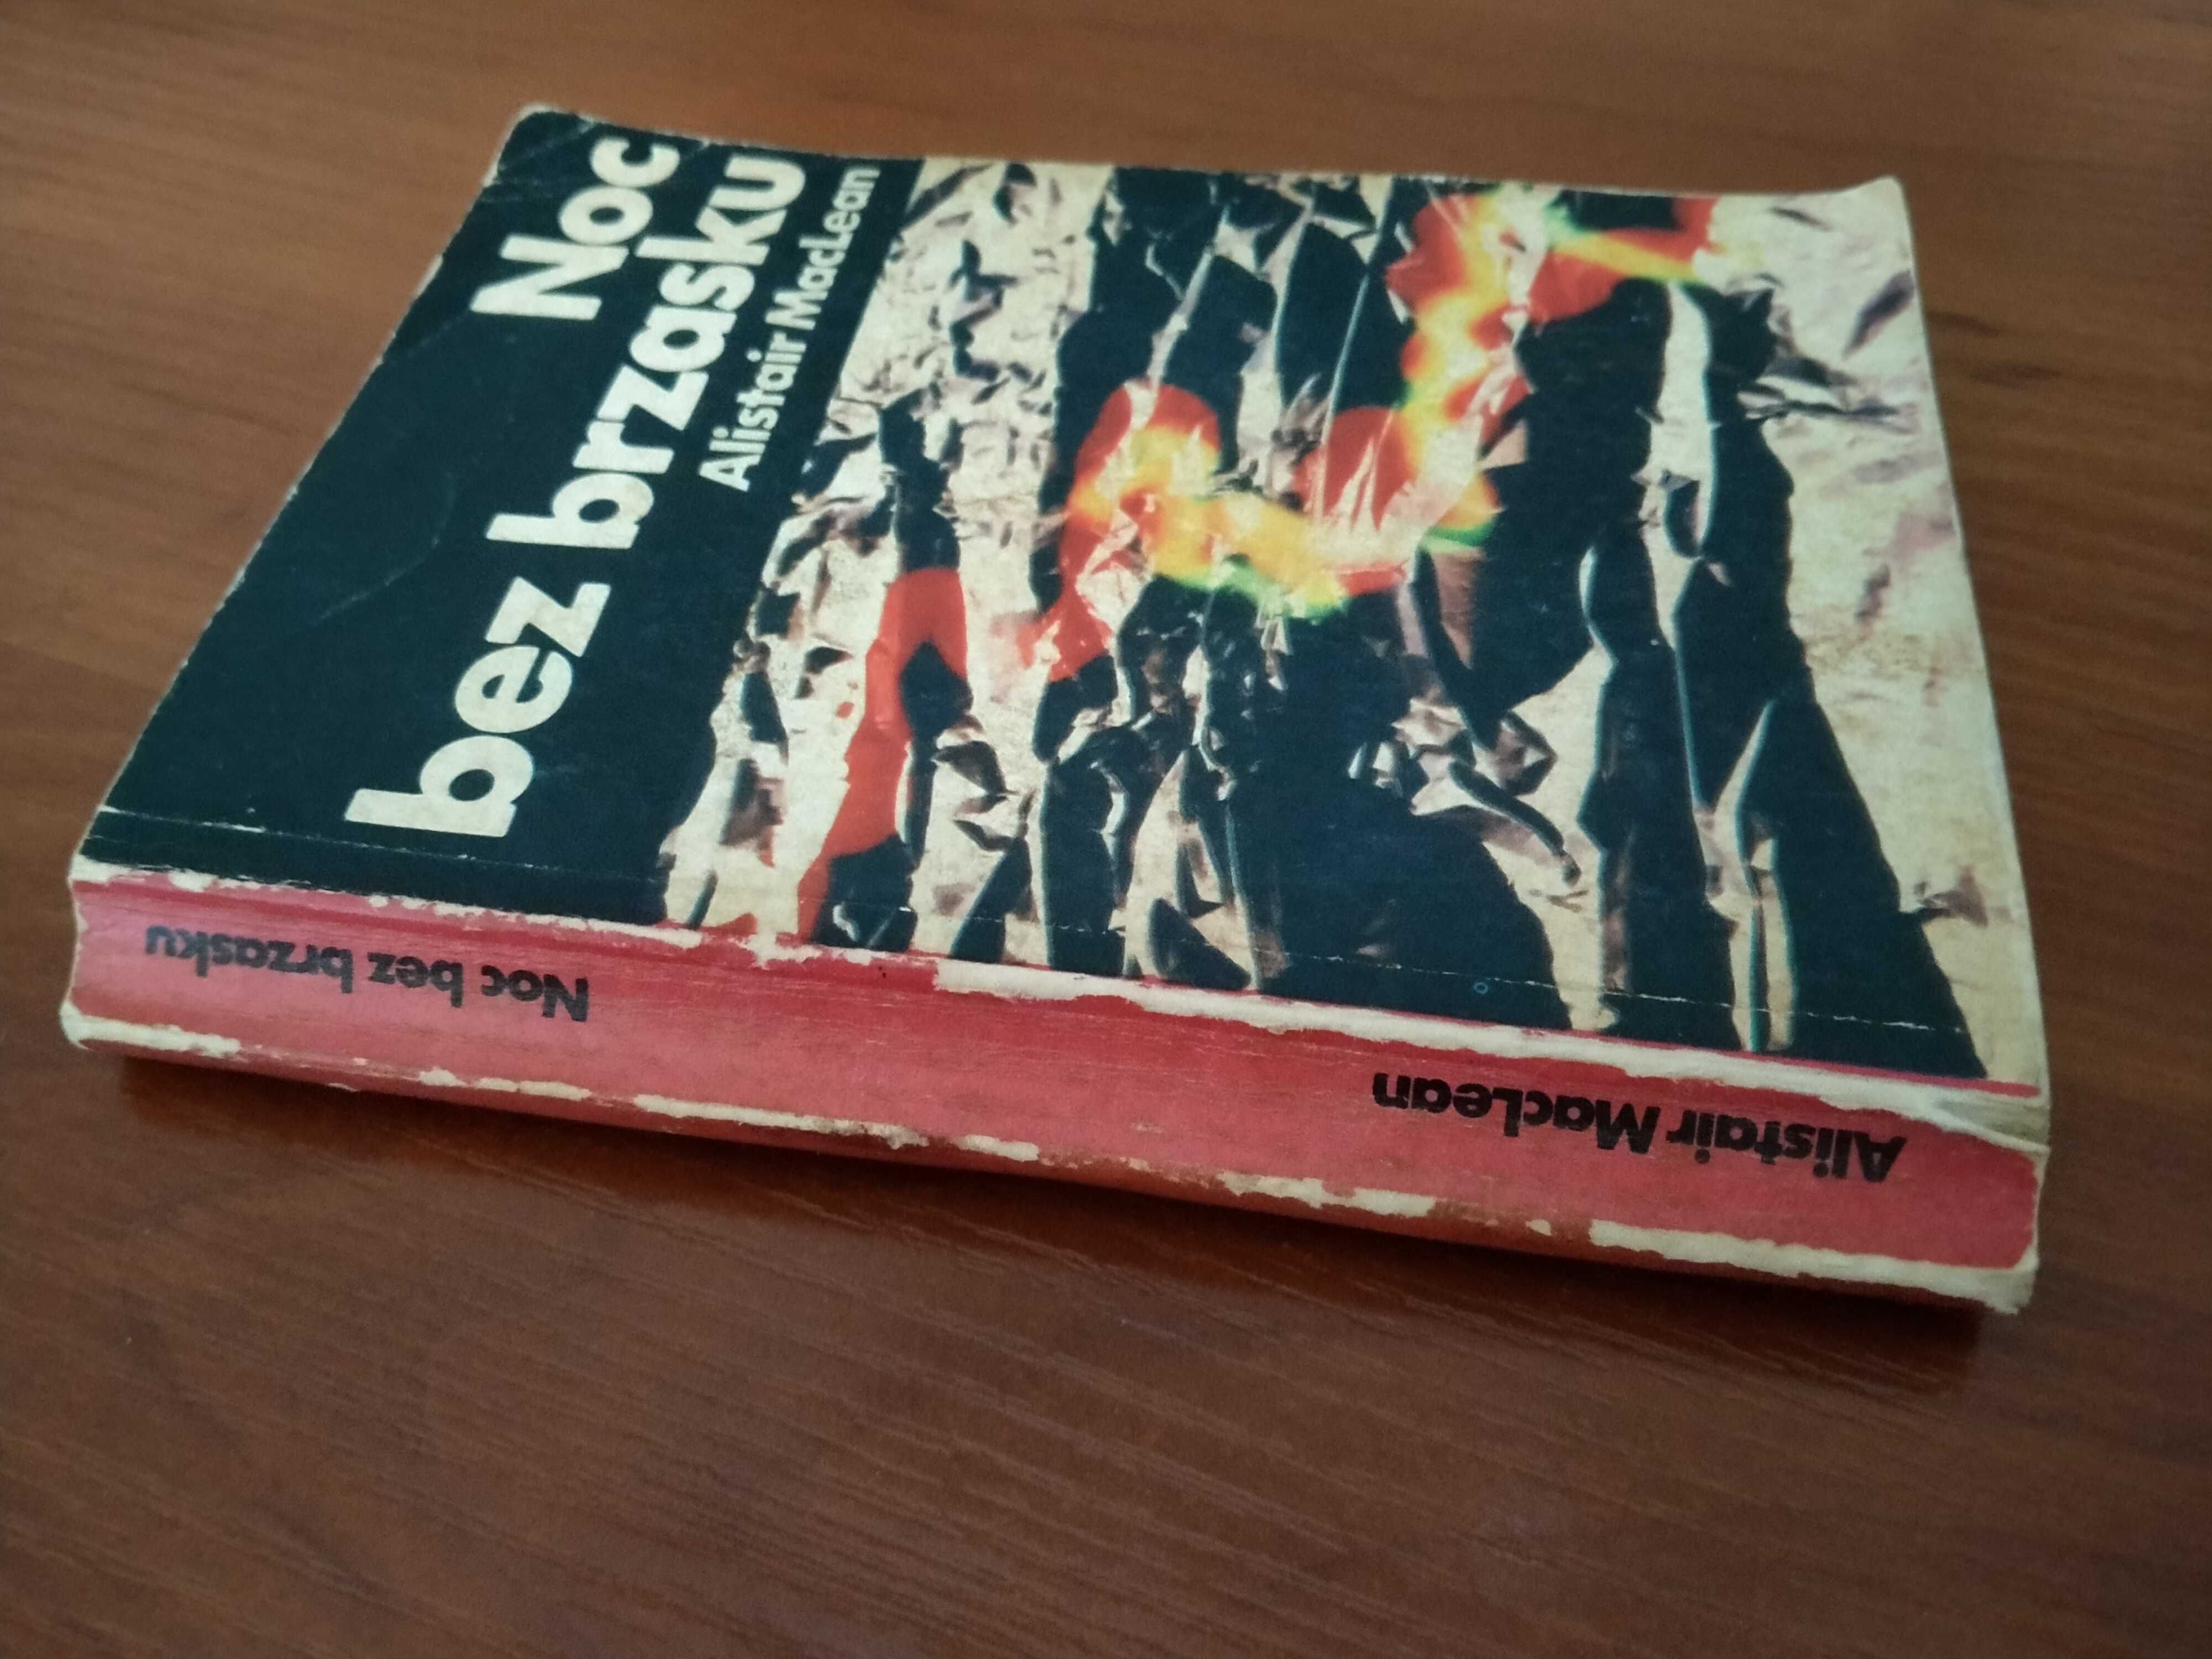 Noc
bez brzasku
Alistair MacLean
Alistair MacLean
Noc bez brzasku